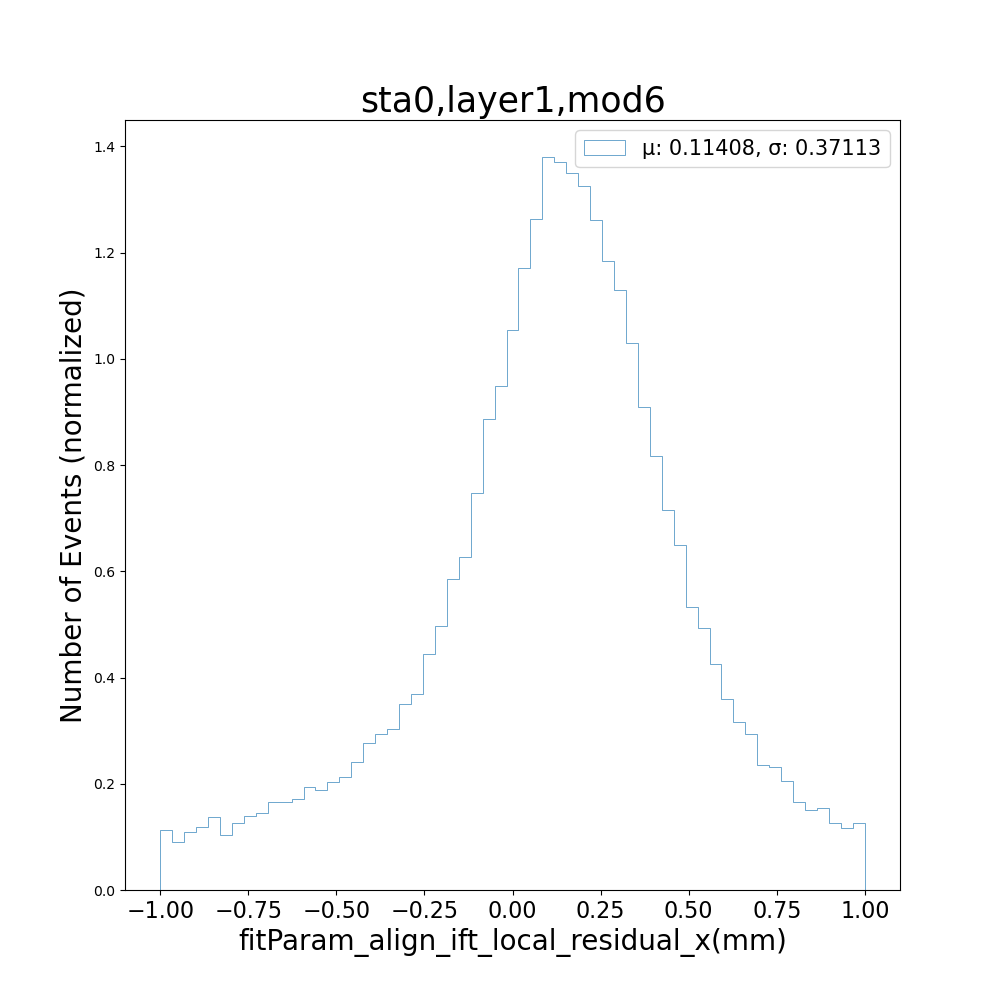 sta0,layer1,mod6
μ: 0.11408, σ: 0.37113
1.4
1.2
1.0
0.8
0.6
0.4
0.2
0.0
Number of Events (normalized)
−1.00 −0.75 −0.50 −0.25 0.00 0.25 0.50 0.75 1.00
fitParam_align_ift_local_residual_x(mm)